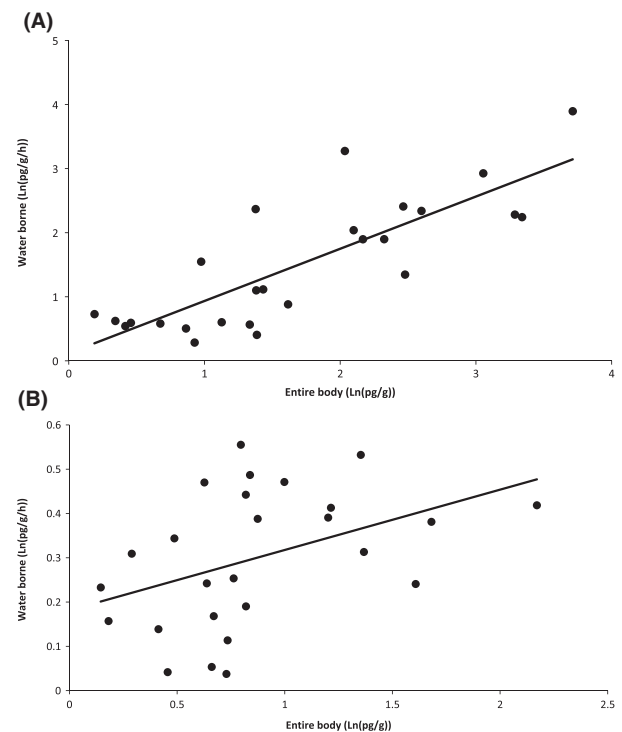 (A)
5
4
3
2
1
0
Water borne (Ln(pg/g/h))
0 1 2 3 4
Entire body (Ln(pg/g))
(B)
0.6
0.5
0.4
0.3
0.2
0.1
0
Water borne (Ln(pg/g/h))
0 0.5 1 1.5 2 2.5
Entire body (Ln(pg/g))